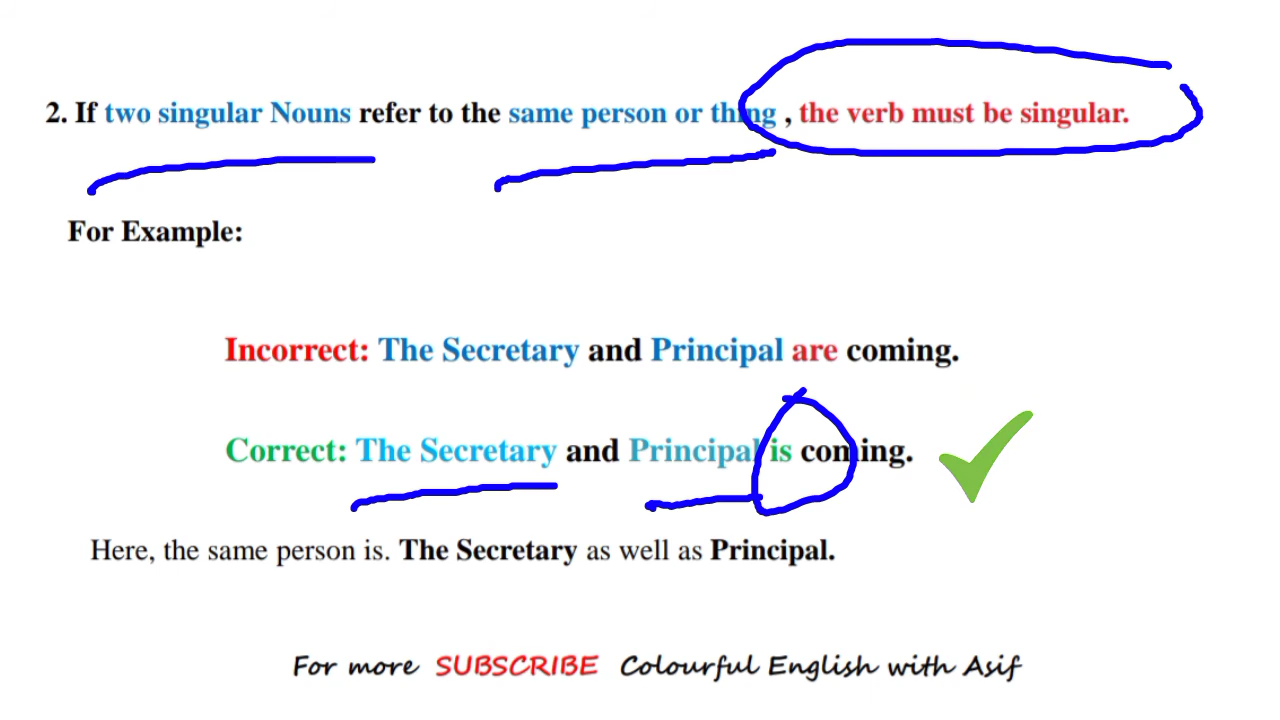 2. If two singular Nouns refer to the same person or thing , the verb must be singular.
For Example:
Incorrect: The Secretary and Principal are coming.
Correct: The Secretary and Principal is coming.
Here, the same person is. The Secretary as well as Principal.
For more SUBSCRIBE Colourful English with Asif